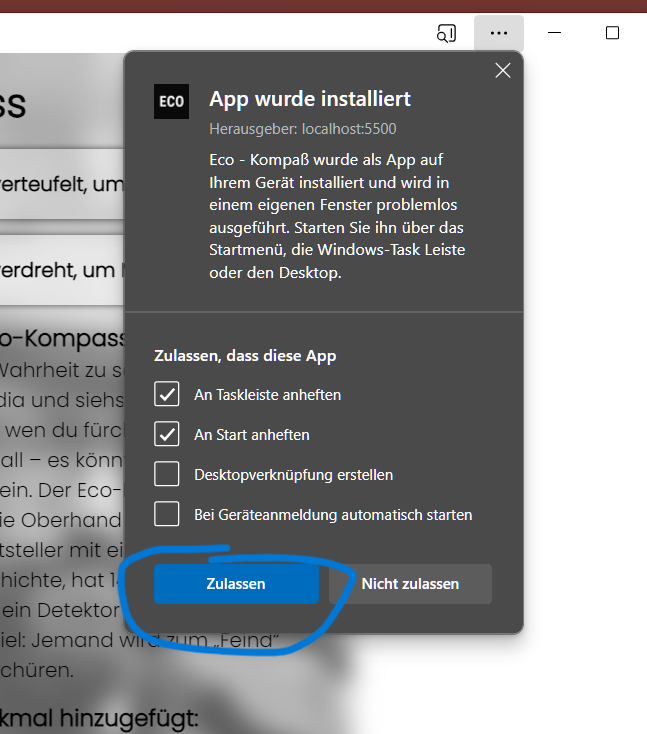 ss
ECO
App wurde installiert
Herausgeber: localhost:5500
Eco - Kompaß wurde als App auf
Ihrem Gerät installiert und wird in
einem eigenen Fenster problemlos
ausgeführt. Starten Sie ihn über das
Startmenü, die Windows-Task Leiste
oder den Desktop.
verteufelt, um
verdreht, um
o-Kompass
Wahrheit zu s
dia und siehs
wen du fürc
all – es könn
ein. Der Eco-
ie Oberhand
tsteller mit ei
hichte, hat 1
ein Detektor
iel: Jemand wird zum „Feind“
chüren.
kmal hinzugefügt:
Zulassen, dass diese App
An Taskleiste anheften
An Start anheften
Desktopverknüpfung erstellen
Bei Geräteanmeldung automatisch starten
Zulassen
Nicht zulassen